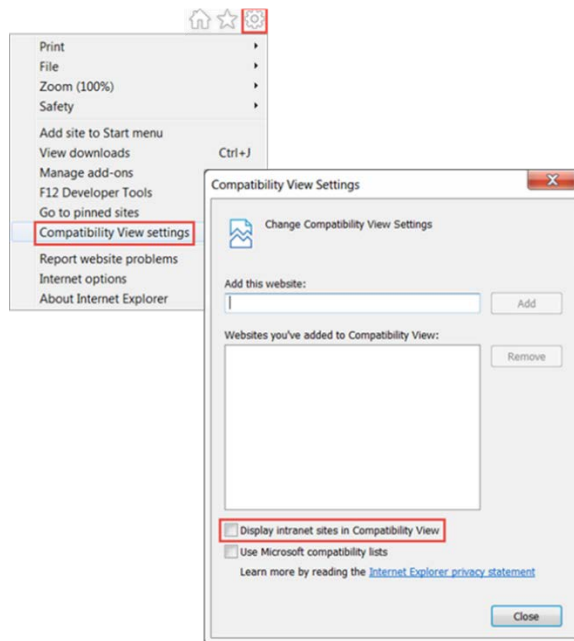 Print
File
Zoom (100%)
Safety
Add site to Start menu
View downloads Ctrl+J
Manage add-ons
F12 Developer Tools
Go to pinned sites
Compatibility View settings
Report website problems
Internet options
About Internet Explorer
Compatibility View Settings
Change Compatibility View Settings
Add this website:
Add
Websites you've added to Compatibility View:
Remove
Display intranet sites in Compatibility View
Use Microsoft compatibility lists
Learn more by reading the Internet Explorer privacy statement
Close